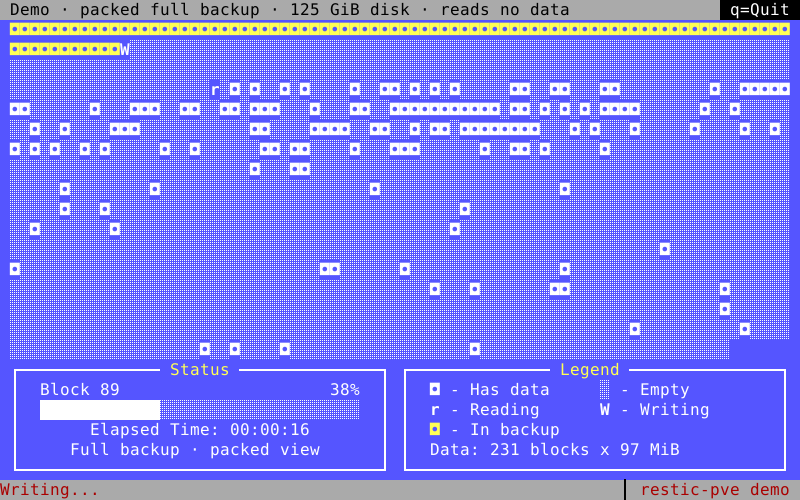 Demo · packed full backup · 125 GiB disk · reads no data q=Quit
W
r
Status
Block 89 38%
Elapsed Time: 00:00:16
Full backup · packed view
Legend
- Has data - Empty
r - Reading W - Writing
- In backup
Data: 231 blocks x 97 MiB
Writing... restic-pve demo